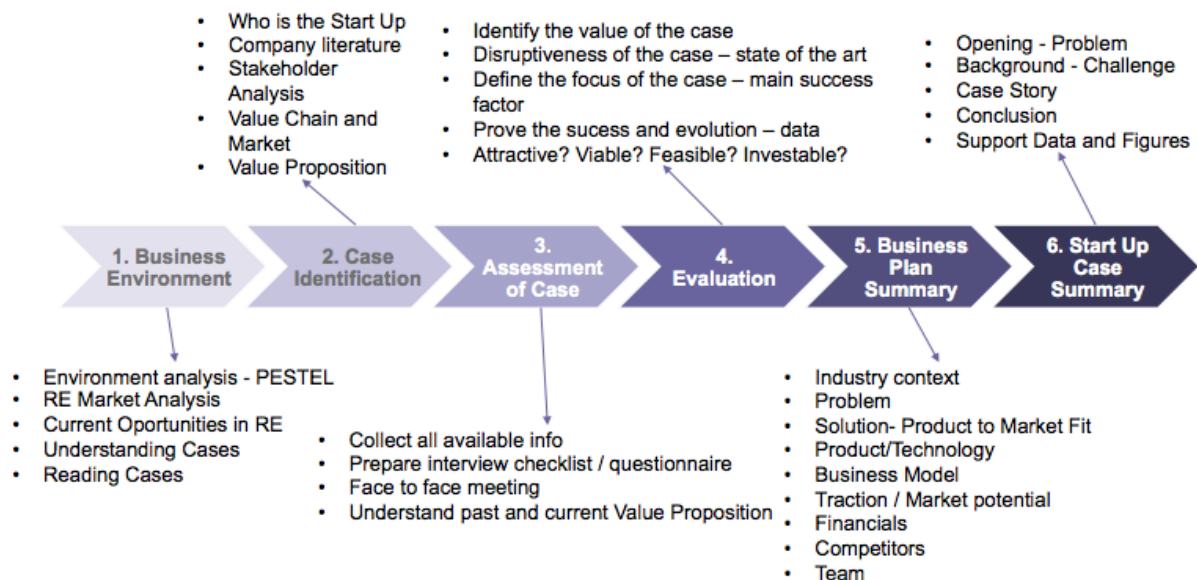 • Who is the Start Up
• Company literature
• Stakeholder
Analysis
• Value Chain and
Market
• Value Proposition
• Identify the value of the case
• Disruptiveness of the case – state of the art
• Define the focus of the case – main success
factor
• Prove the sucess and evolution – data
• Attractive? Viable? Feasible? Investable?
• Opening - Problem
• Background - Challenge
• Case Story
• Conclusion
• Support Data and Figures
1. Business
Environment
2. Case
Identification
3.
Assessment
of Case
4.
Evaluation
5. Business
Plan
Summary
6. Start Up
Case
Summary
• Environment analysis - PESTEL
• RE Market Analysis
• Current Oportunities in RE
• Understanding Cases
• Reading Cases
• Collect all available info
• Prepare interview checklist / questionnaire
• Face to face meeting
• Understand past and current Value Proposition
• Industry context
• Problem
• Solution- Product to Market Fit
• Product/Technology
• Business Model
• Traction / Market potential
• Financials
• Competitors
• Team